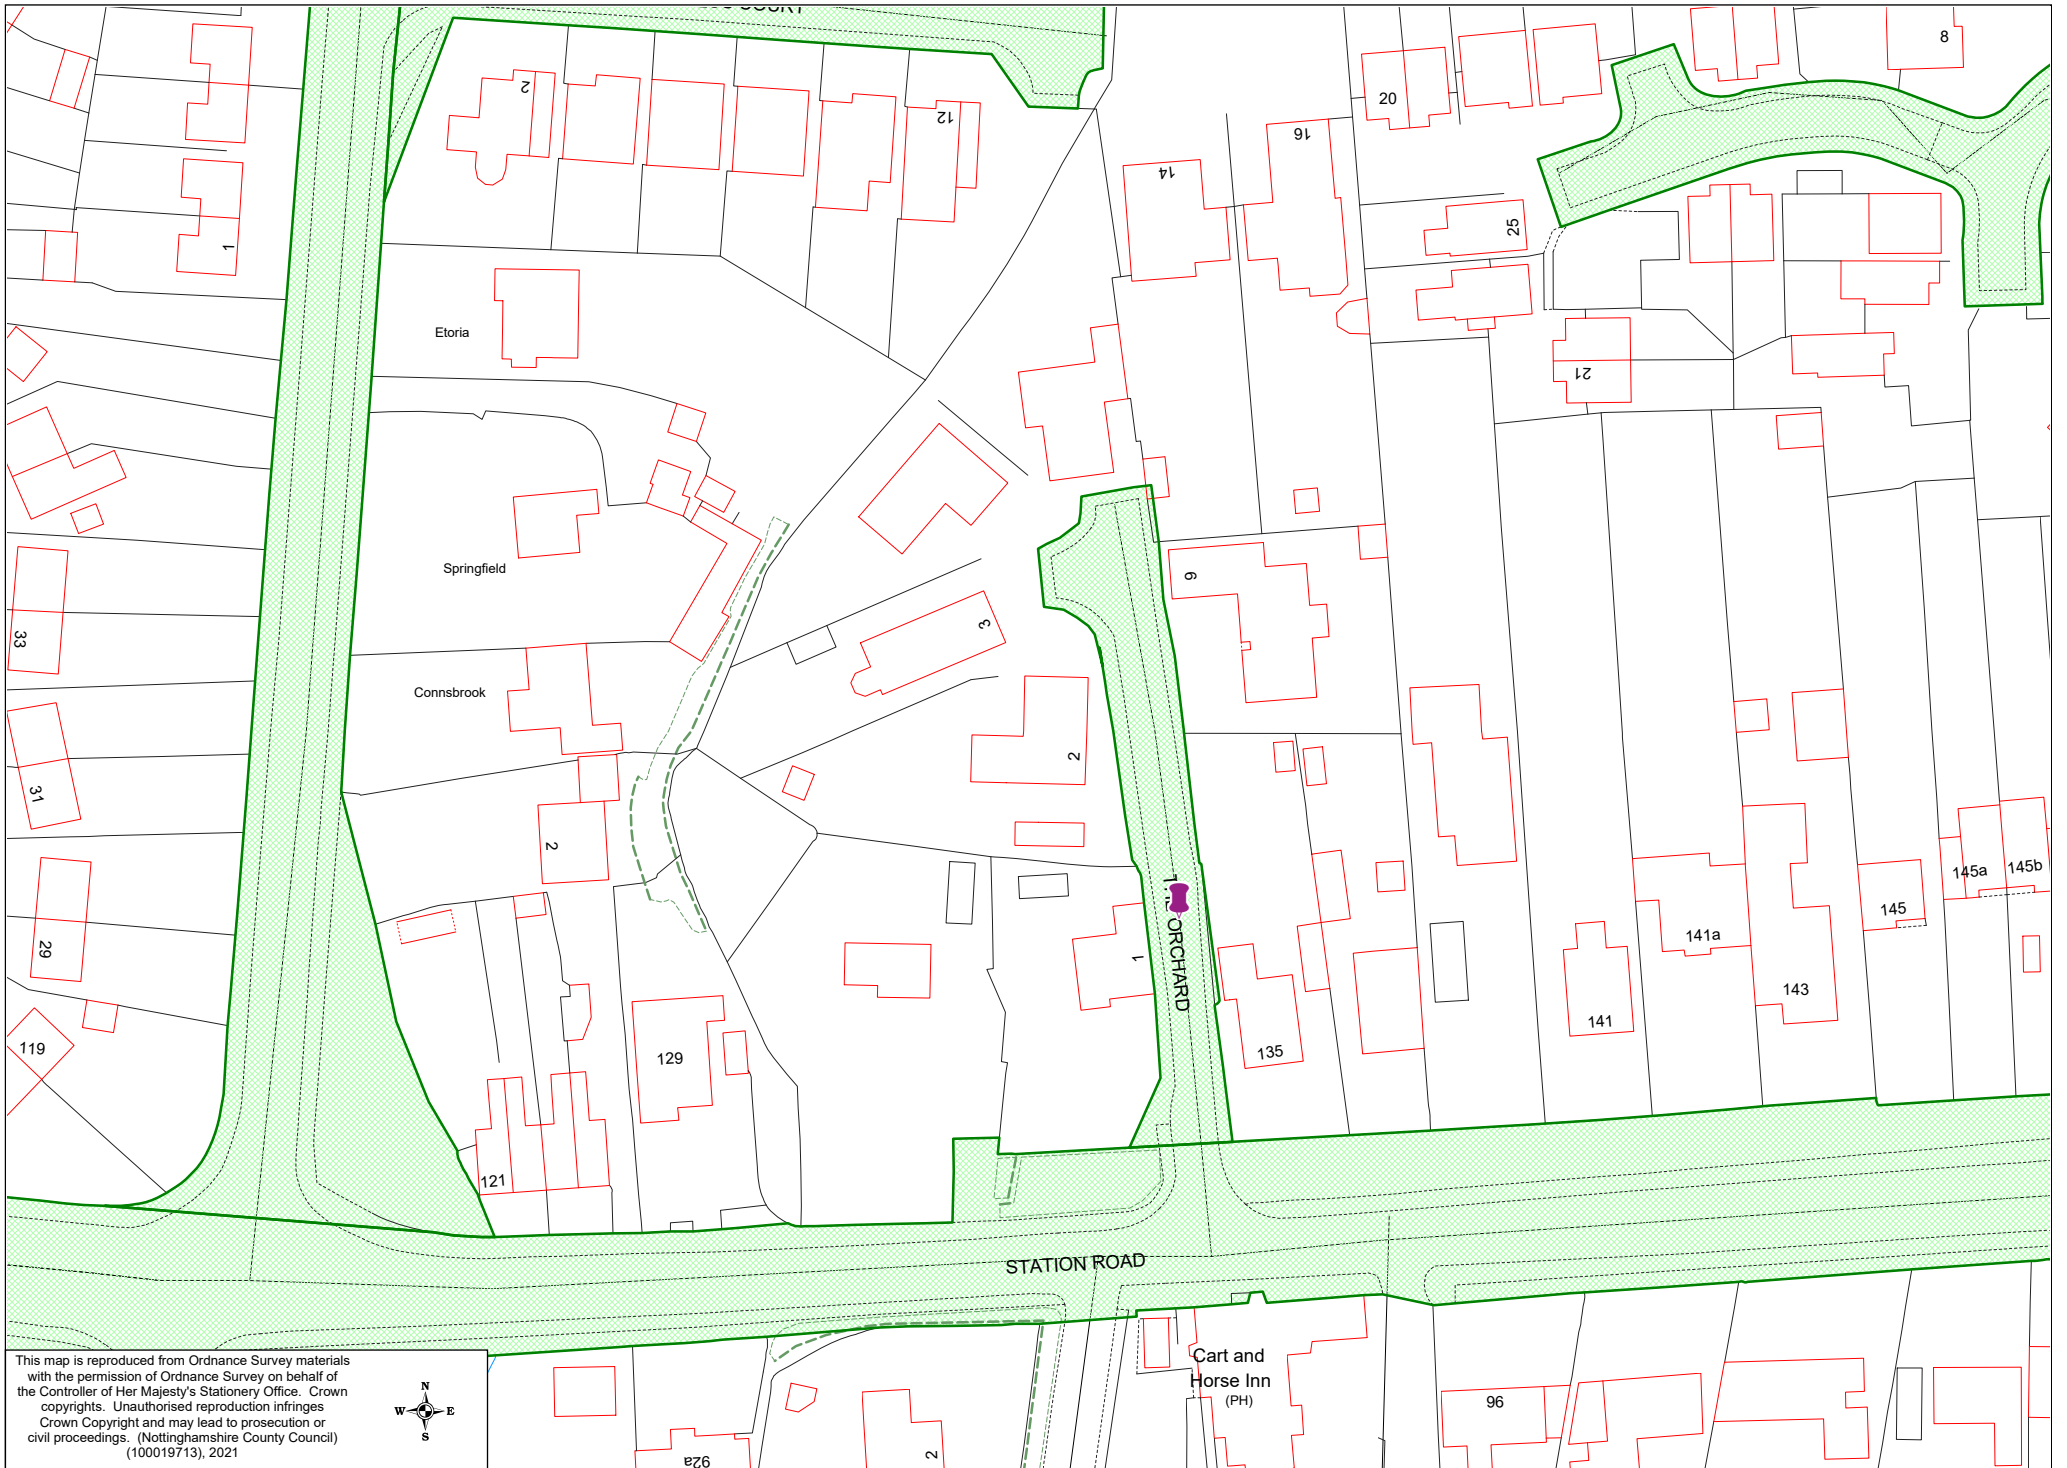 COURT
8
2
12
20
16
14
1
25
Etoria
21
Springfield
9
3
33
Connsbrook
2
31
2
145a
145b
145
29
141a
ORCHARD
1
143
141
119
129
135
121
STATION ROAD
Cart and
Horse Inn
(PH)
96
92a
2
This map is reproduced from Ordnance Survey materials
with the permission of Ordnance Survey on behalf of
the Controller of Her Majesty's Stationery Office. Crown
copyrights. Unauthorised reproduction infringes
Crown Copyright and may lead to prosecution or
civil proceedings. (Nottinghamshire County Council)
(100019713), 2021
N
W
E
S